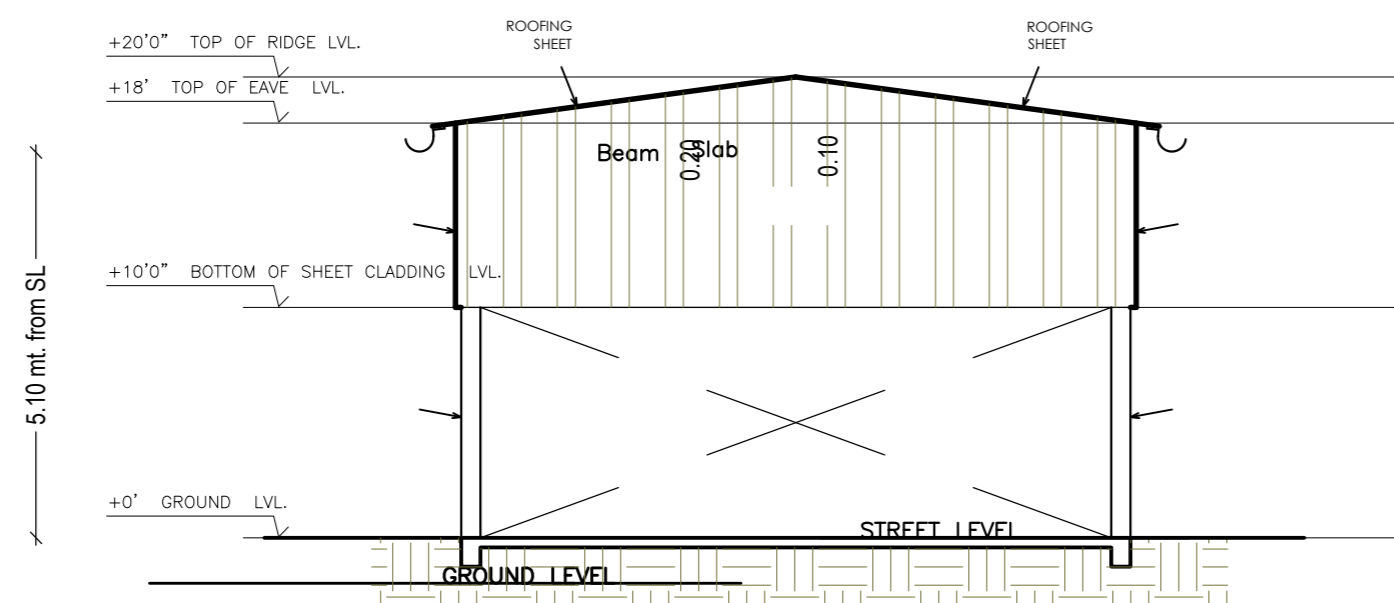 ROOFING
SHEET
ROOFING
SHEET
+20'0" TOP OF RIDGE LVL.
+18' TOP OF EAVE LVL.
Beam 0.20 Slab 0.10
+10'0" BOTTOM OF SHEET CLADDING LVL.
5.10 mt. from SL
+0' GROUND LVL.
STREET LEVEL
GROUND LEVEL